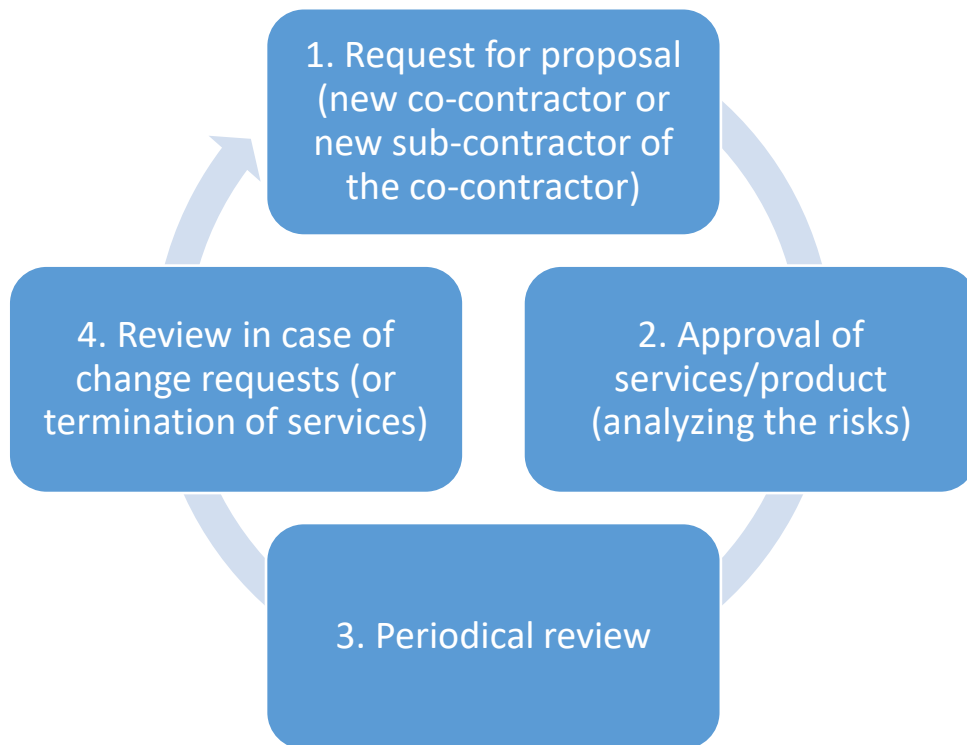 1. Request for proposal
(new co-contractor or
new sub-contractor of
the co-contractor)
2. Approval of
services/product
(analyzing the risks)
3. Periodical review
4. Review in case of
change requests (or
termination of services)